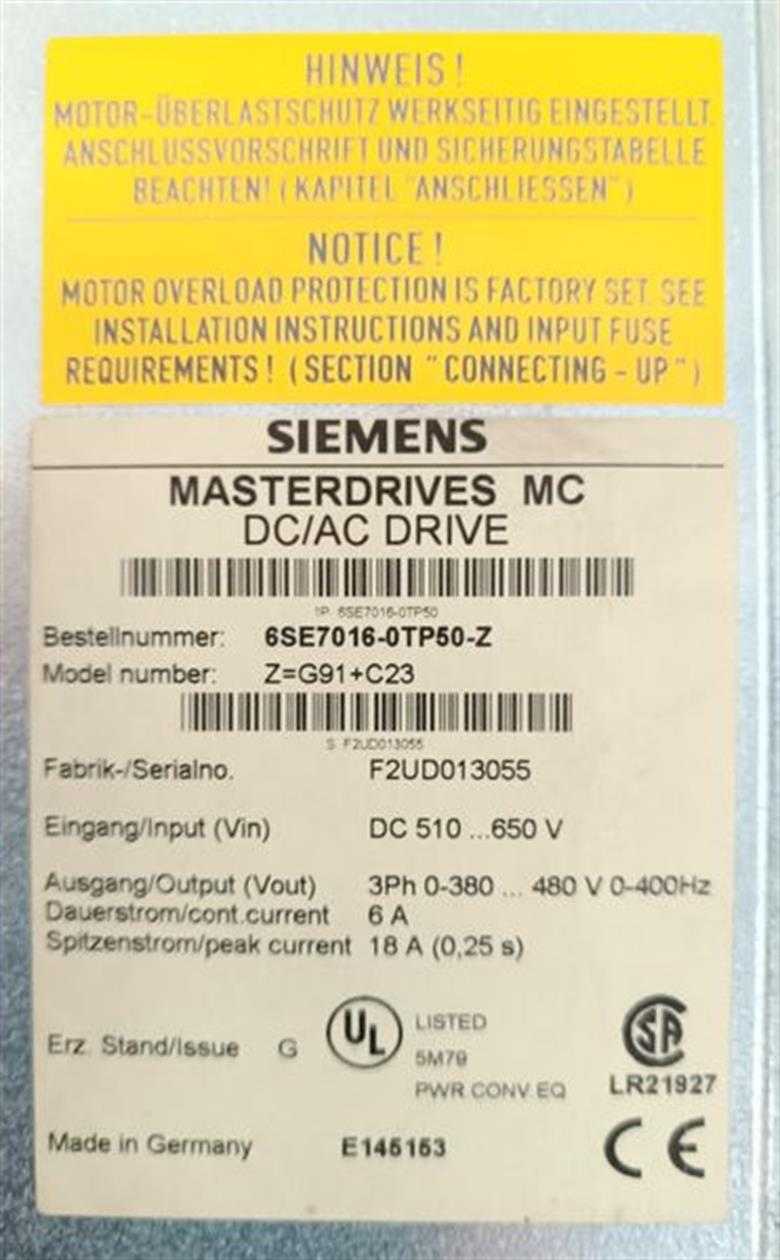 HINWEIS!
MOTOR-ÜBERLASTSCHUTZ WERKSEITIG EINGESTELLT.
ANSCHLUSSVORSCHRIFT UND SICHERUNGSTABELLE
BEACHTEN! (KAPITEL "ANSCHLIESSEN")
NOTICE!
MOTOR OVERLOAD PROTECTION IS FACTORY SET. SEE
INSTALLATION INSTRUCTIONS AND INPUT FUSE
REQUIREMENTS! (SECTION "CONNECTING-UP")
SIEMENS
MASTERDRIVES MC
DC/AC DRIVE
1P 6SE7016-0TP50
Bestellnummer: 6SE7016-0TP50-Z
Model number: Z=G91+C23
S F2UD013055
Fabrik-/Serialno. F2UD013055
Eingang/Input (Vin) DC 510 ...650 V
Ausgang/Output (Vout) 3Ph 0-380 ... 480 V 0-400Hz
Dauerstrom/cont.current 6 A
Spitzenstrom/peak current 18 A (0,25 s)
Erz. Stand/Issue G
UL LISTED
5M79
PWR CONV.EQ
SA
LR21927
Made in Germany E145153
CE